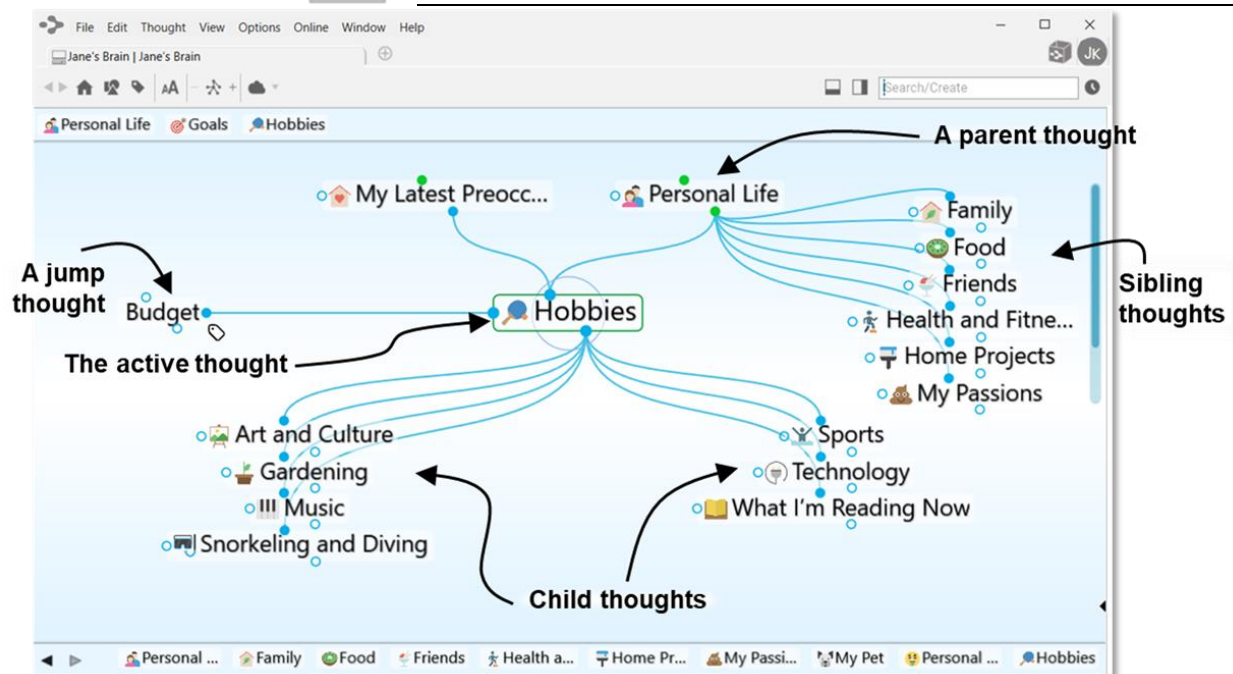 File Edit Thought View Options Online Window Help
Jane's Brain | Jane's Brain
JK
AA
Search/Create
Personal Life Goals Hobbies
A parent thought
My Latest Preocc...
Personal Life
Family
Food
Friends
Health and Fitne...
Home Projects
My Passions
Sibling
thoughts
A jump
thought
Budget
Hobbies
The active thought
Art and Culture
Gardening
Music
Snorkeling and Diving
Sports
Technology
What I'm Reading Now
Child thoughts
Personal ... Family Food Friends Health a... Home Pr... My Passi... My Pet Personal ... Hobbies